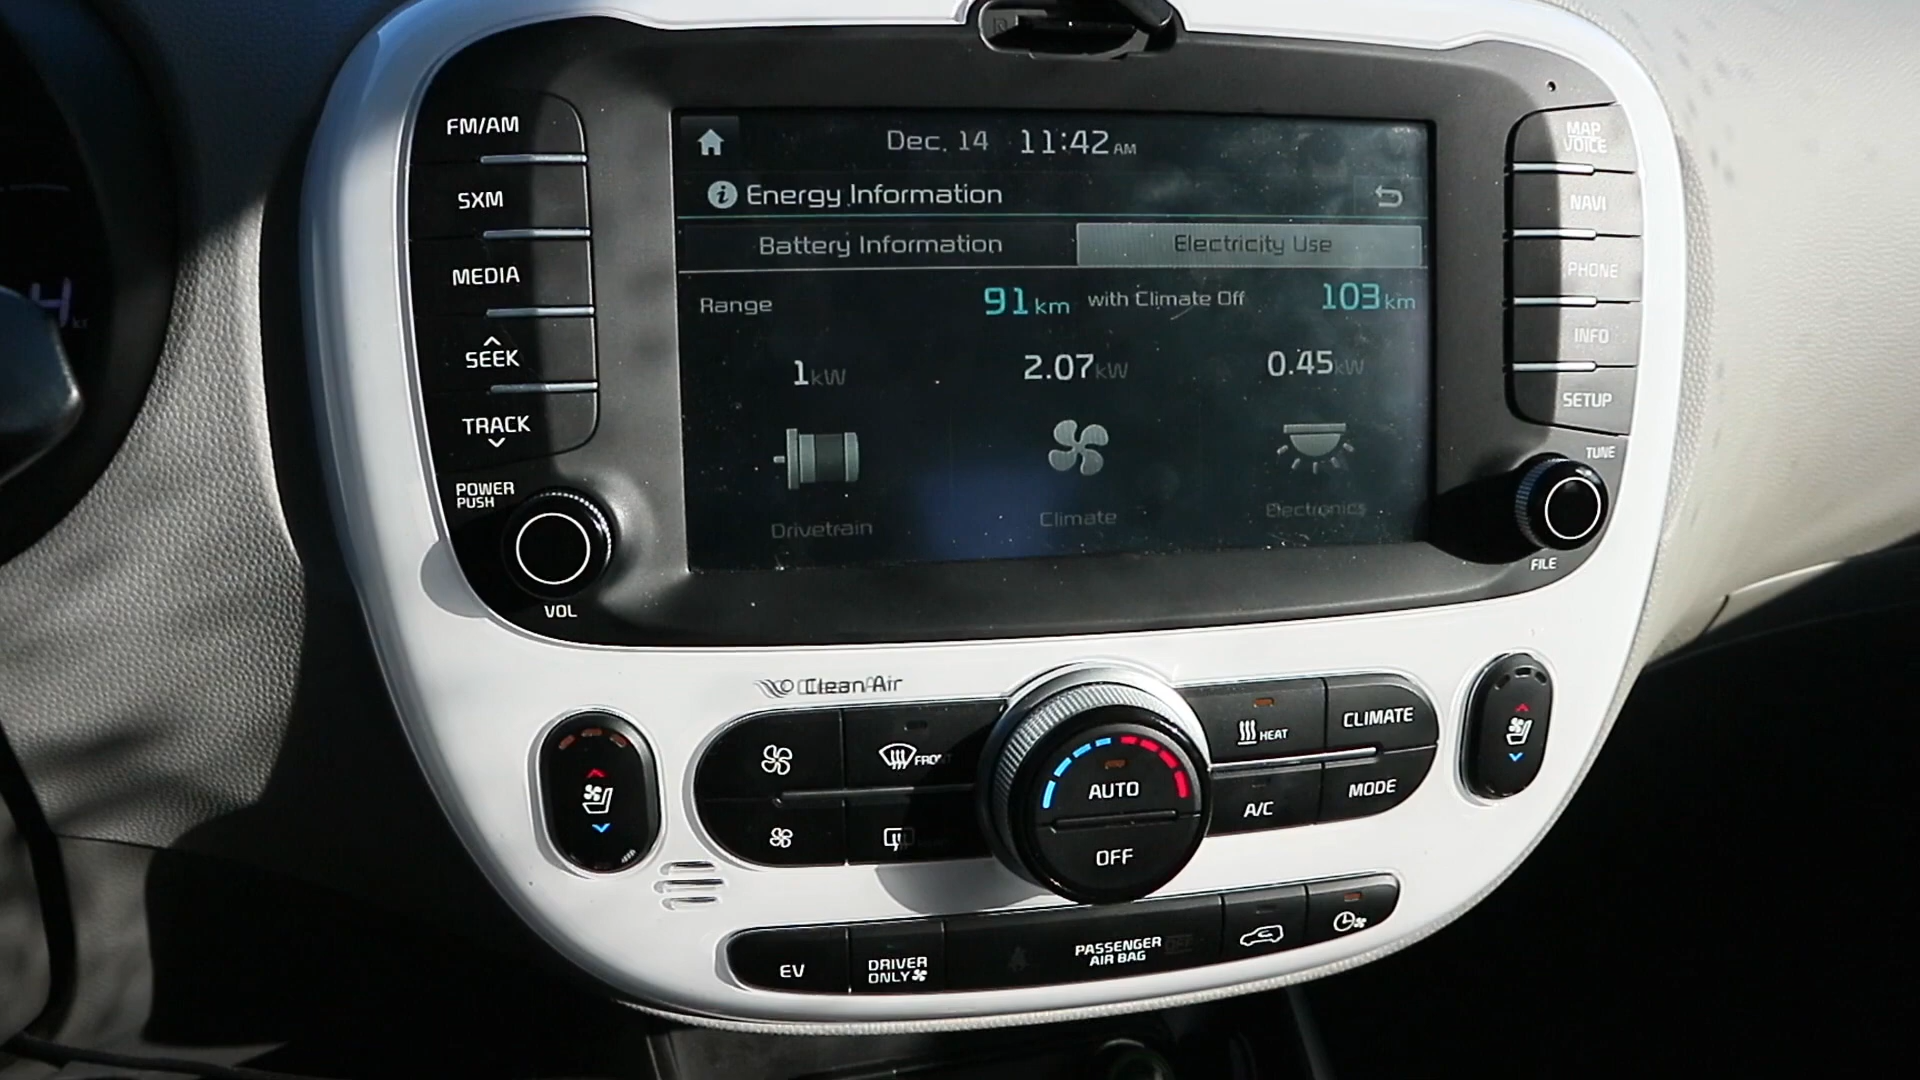 FM/AM
SXM
MEDIA
SEEK
TRACK
POWER
PUSH
VOL
Dec. 14 11:42 AM
Energy Information
Battery Information
Electricity Use
Range 91 km with Climate Off 103 km
1 kW 2.07 kW 0.45 kW
Drivetrain Climate Electronics
MAP
VOICE
NAVI
PHONE
INFO
SETUP
TUNE
FILE
Clean Air
FRONT
AUTO
OFF
HEAT
CLIMATE
A/C
MODE
EV
DRIVER
ONLY
PASSENGER
AIR BAG
OFF